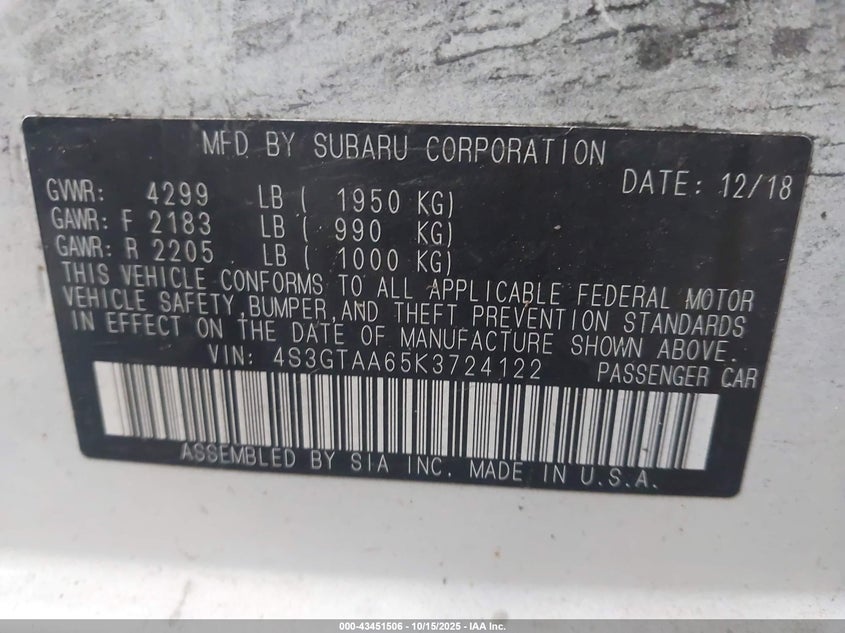 MFD BY SUBARU CORPORATION
DATE: 12/18
GVWR: 4299 LB ( 1950 KG)
GAWR: F 2183 LB ( 990 KG)
GAWR: R 2205 LB ( 1000 KG)
THIS VEHICLE CONFORMS TO ALL APPLICABLE FEDERAL MOTOR
VEHICLE SAFETY,BUMPER,AND THEFT PREVENTION STANDARDS
IN EFFECT ON THE DATE OF MANUFACTURE SHOWN ABOVE.
VIN: 4S3GTAA65K3724122 PASSENGER CAR
ASSEMBLED BY SIA INC. MADE IN U.S.A.
000-43451506 - 10/15/2025 - IAA Inc.